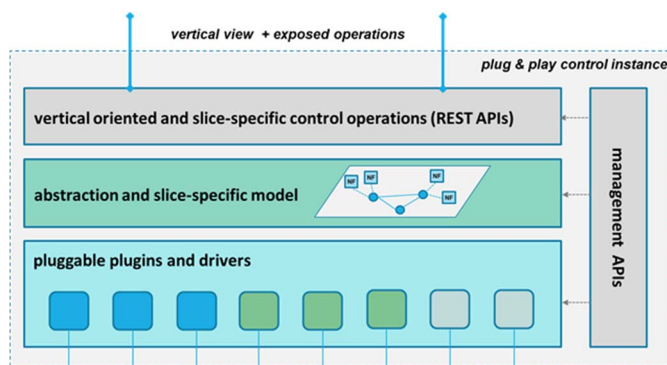 vertical view + exposed operations
plug & play control instance
vertical oriented and slice-specific control operations (REST APIs)
abstraction and slice-specific model
NF
NF
NF
NF
pluggable plugins and drivers
management APIs